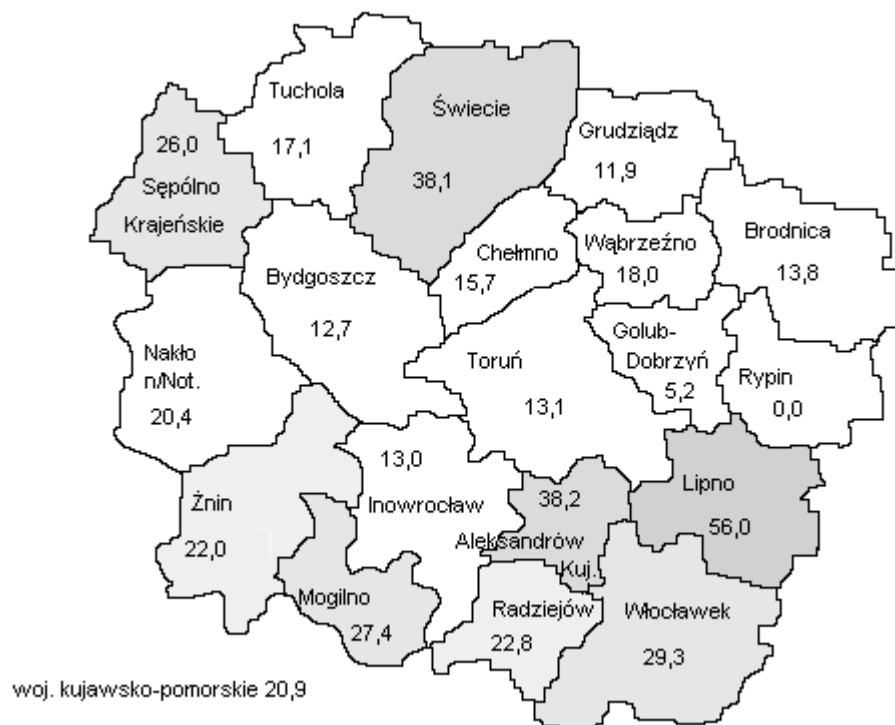 Tuchola
17,1
Świecie
38,1
26,0
Sępólno
Krajeńskie
Grudziądz
11,9
Chełmno
15,7
Wąbrzeźno
18,0
Brodnica
13,8
Bydgoszcz
12,7
Nakło
n/Not.
20,4
Toruń
13,1
Golub-
Dobrzyń
5,2
Rypin
0,0
Żnin
22,0
13,0
Inowrocław
38,2
Aleksandrów
Kuj.
Lipno
56,0
Mogilno
27,4
Radziejów
22,8
Włocławek
29,3
woj. kujawsko-pomorskie 20,9